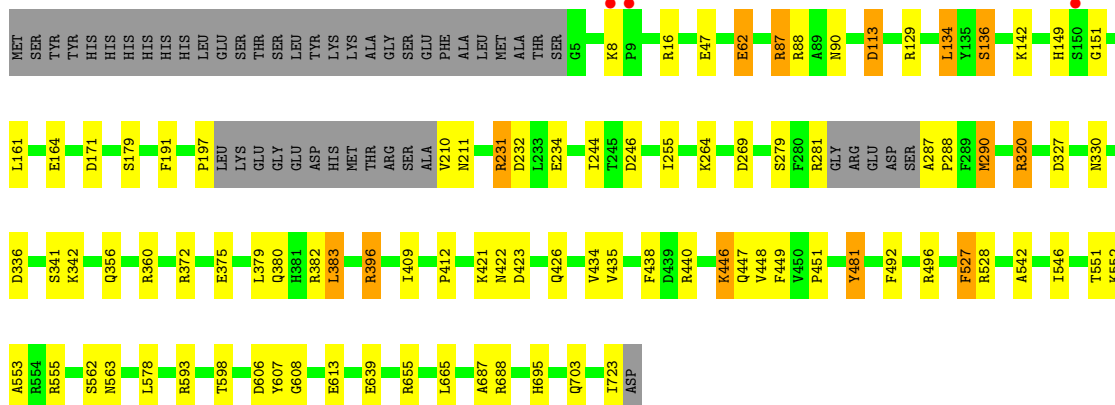 MET SER TYR TYR HIS HIS HIS HIS HIS HIS LEU GLU SER THR SER LEU TYR LYS LYS ALA GLY SER GLU PHE ALA LEU MET ALA THR SER G5 K8 P9 R16 E47 E62 R87 R88 A89 N90 D113 R129 L134 Y135 S136 K142 H149 S150 G151
L161 E164 D171 S179 F191 P197 LEU LYS GLU GLY GLU ASP HIS MET THR ARG SER ALA V210 N211 R231 D232 L233 E234 I244 T245 D246 I255 K264 D269 S279 F280 R281 GLY ARG GLU ASP SER A287 P288 F289 M290 R320 D327 N330
D336 S341 K342 Q356 R360 R372 E375 L379 Q380 H381 R382 L383 R396 I409 P412 K421 N422 D423 Q426 V434 V435 F438 D439 R440 K446 Q447 V448 F449 V450 P451 Y481 F492 R496 F527 R528 A542 I546 T551 K552
A553 R554 R555 S562 N563 L578 R593 T598 D606 Y607 G608 E613 E639 R655 L665 A687 R688 H695 Q703 I723 ASP